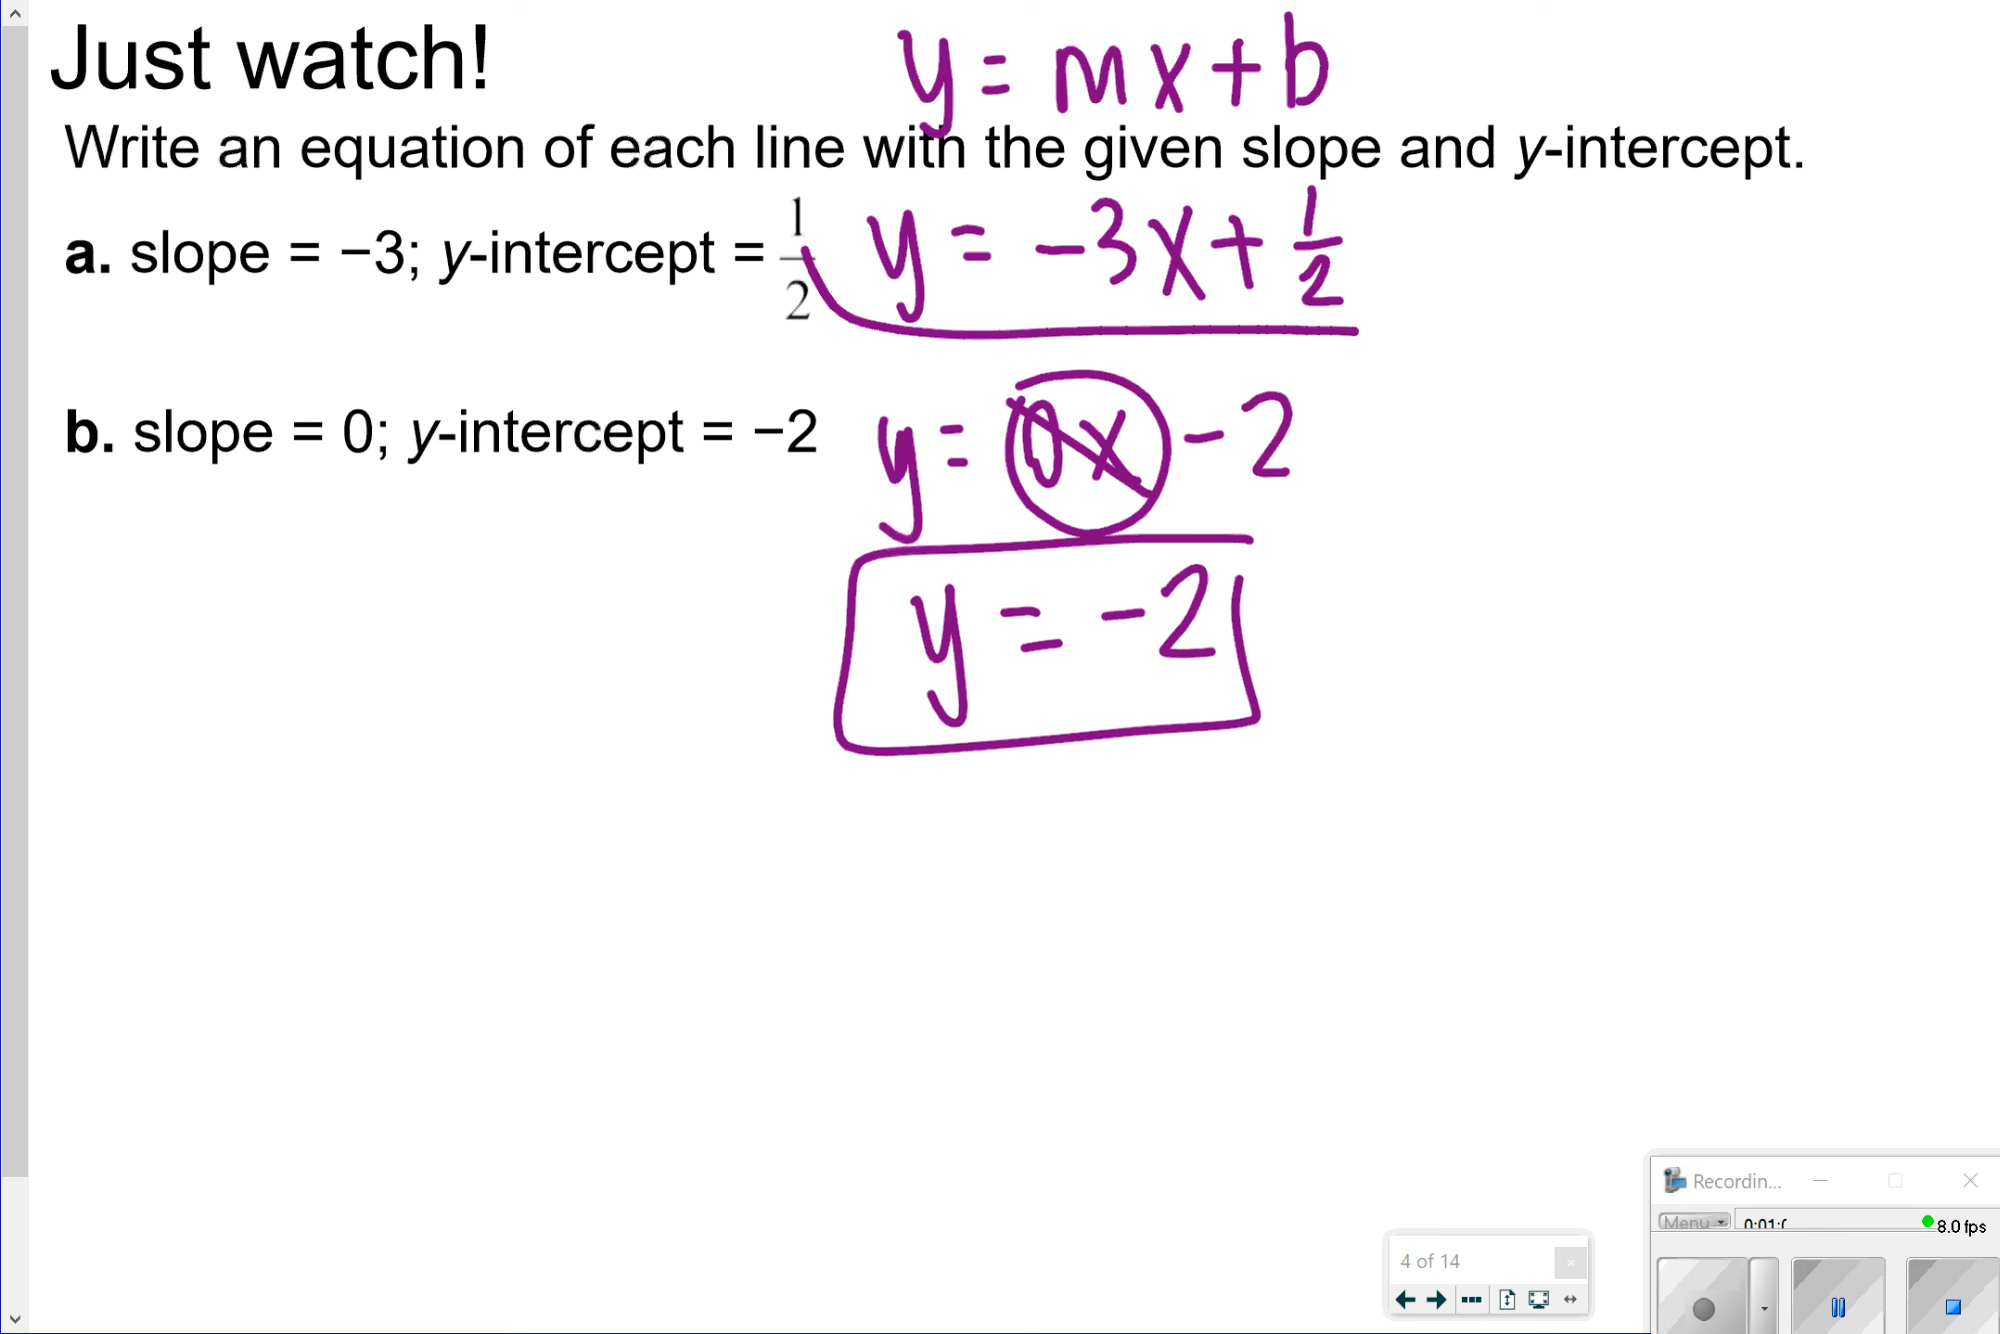 Just watch!
y = mx + b
Write an equation of each line with the given slope and y-intercept.
a. slope = −3; y-intercept = 1/2
y = -3x + 1/2
b. slope = 0; y-intercept = −2
y = 0x - 2
y = -2
4 of 14
Recordin...
Menu
8.0 fps